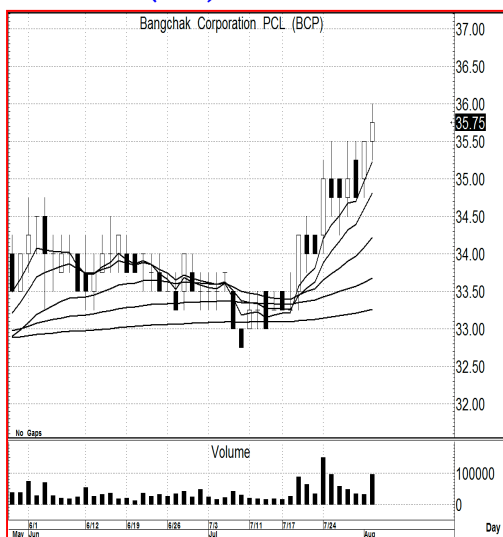 Bangchak Corporation PCL (BCP)
37.00
36.50
36.00
35.75
35.50
35.00
34.50
34.00
33.50
33.00
32.50
32.00
No Gaps
Volume
100000
0
6/1 6/12 6/19 6/26 7/3 7/11 7/17 7/24 Day
May Jun Jul Aug